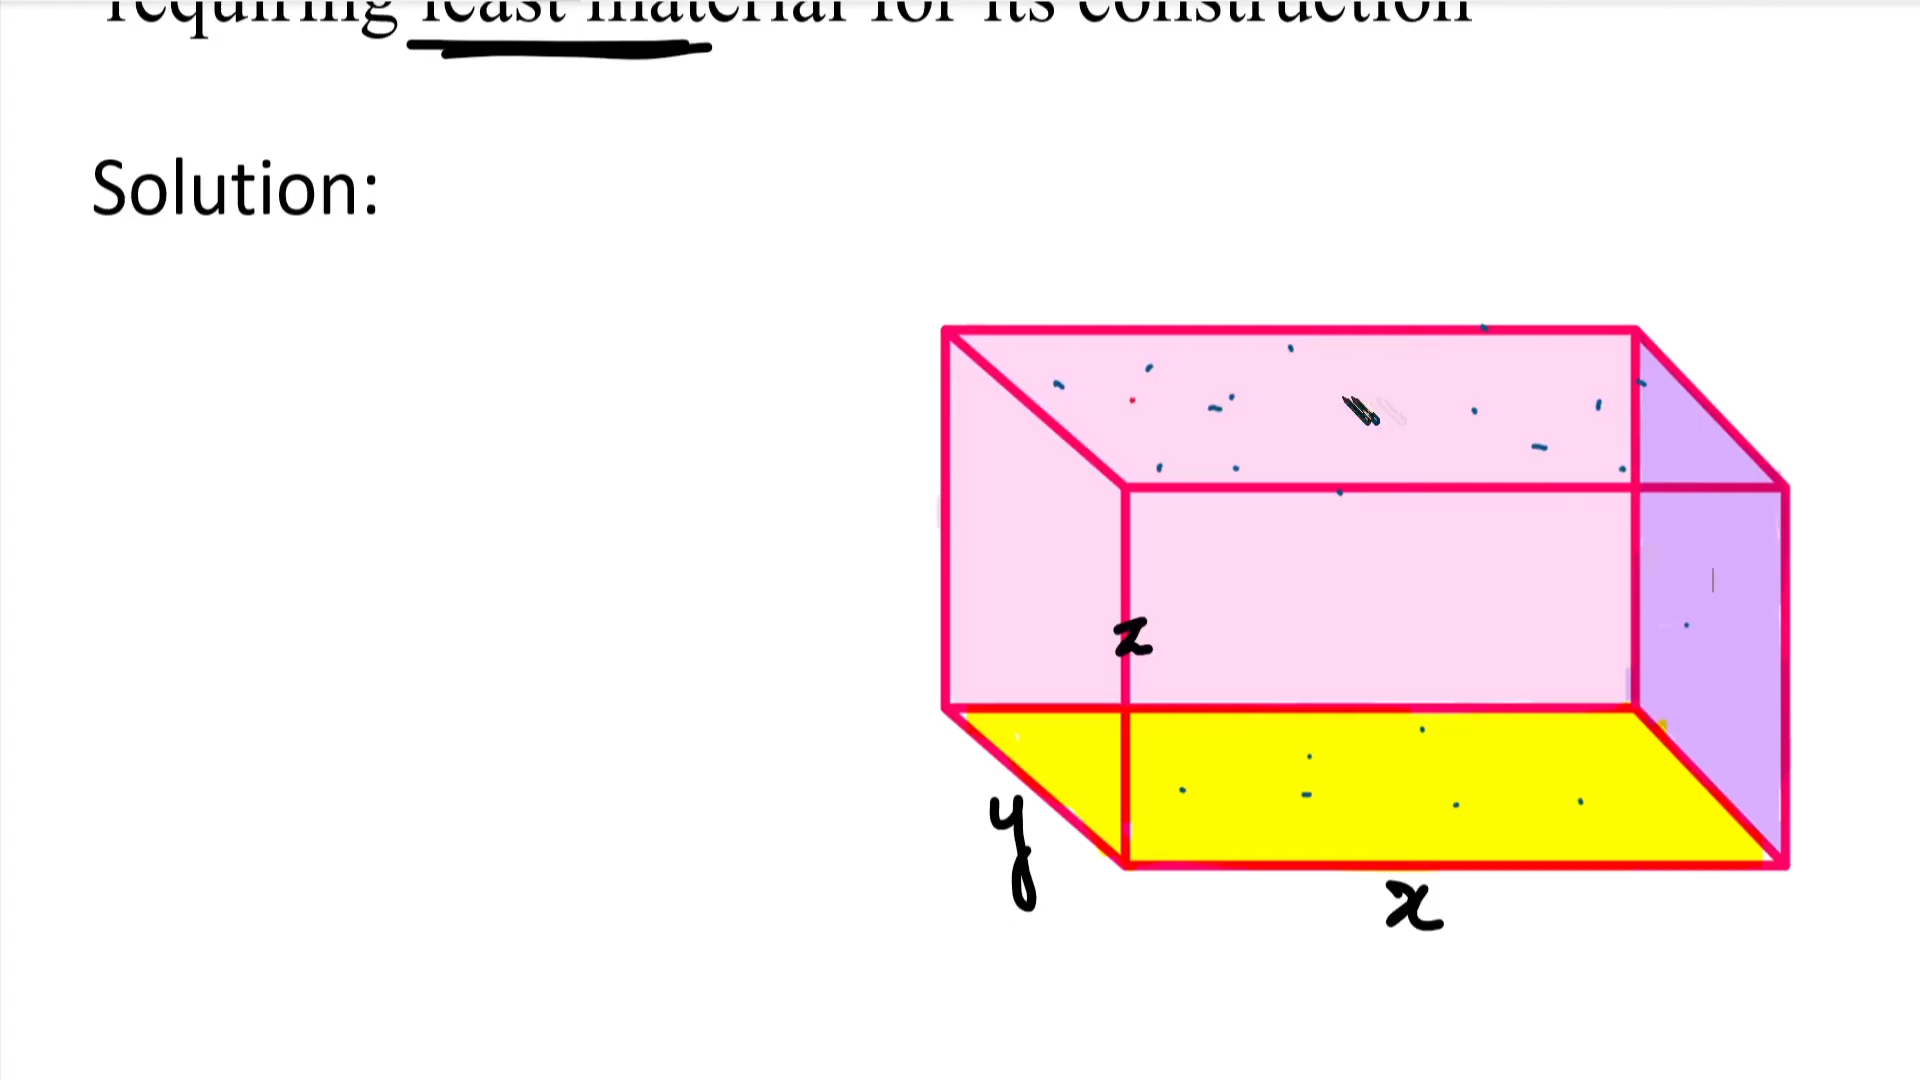 requiring least material for its construction
Solution:
z
y
x